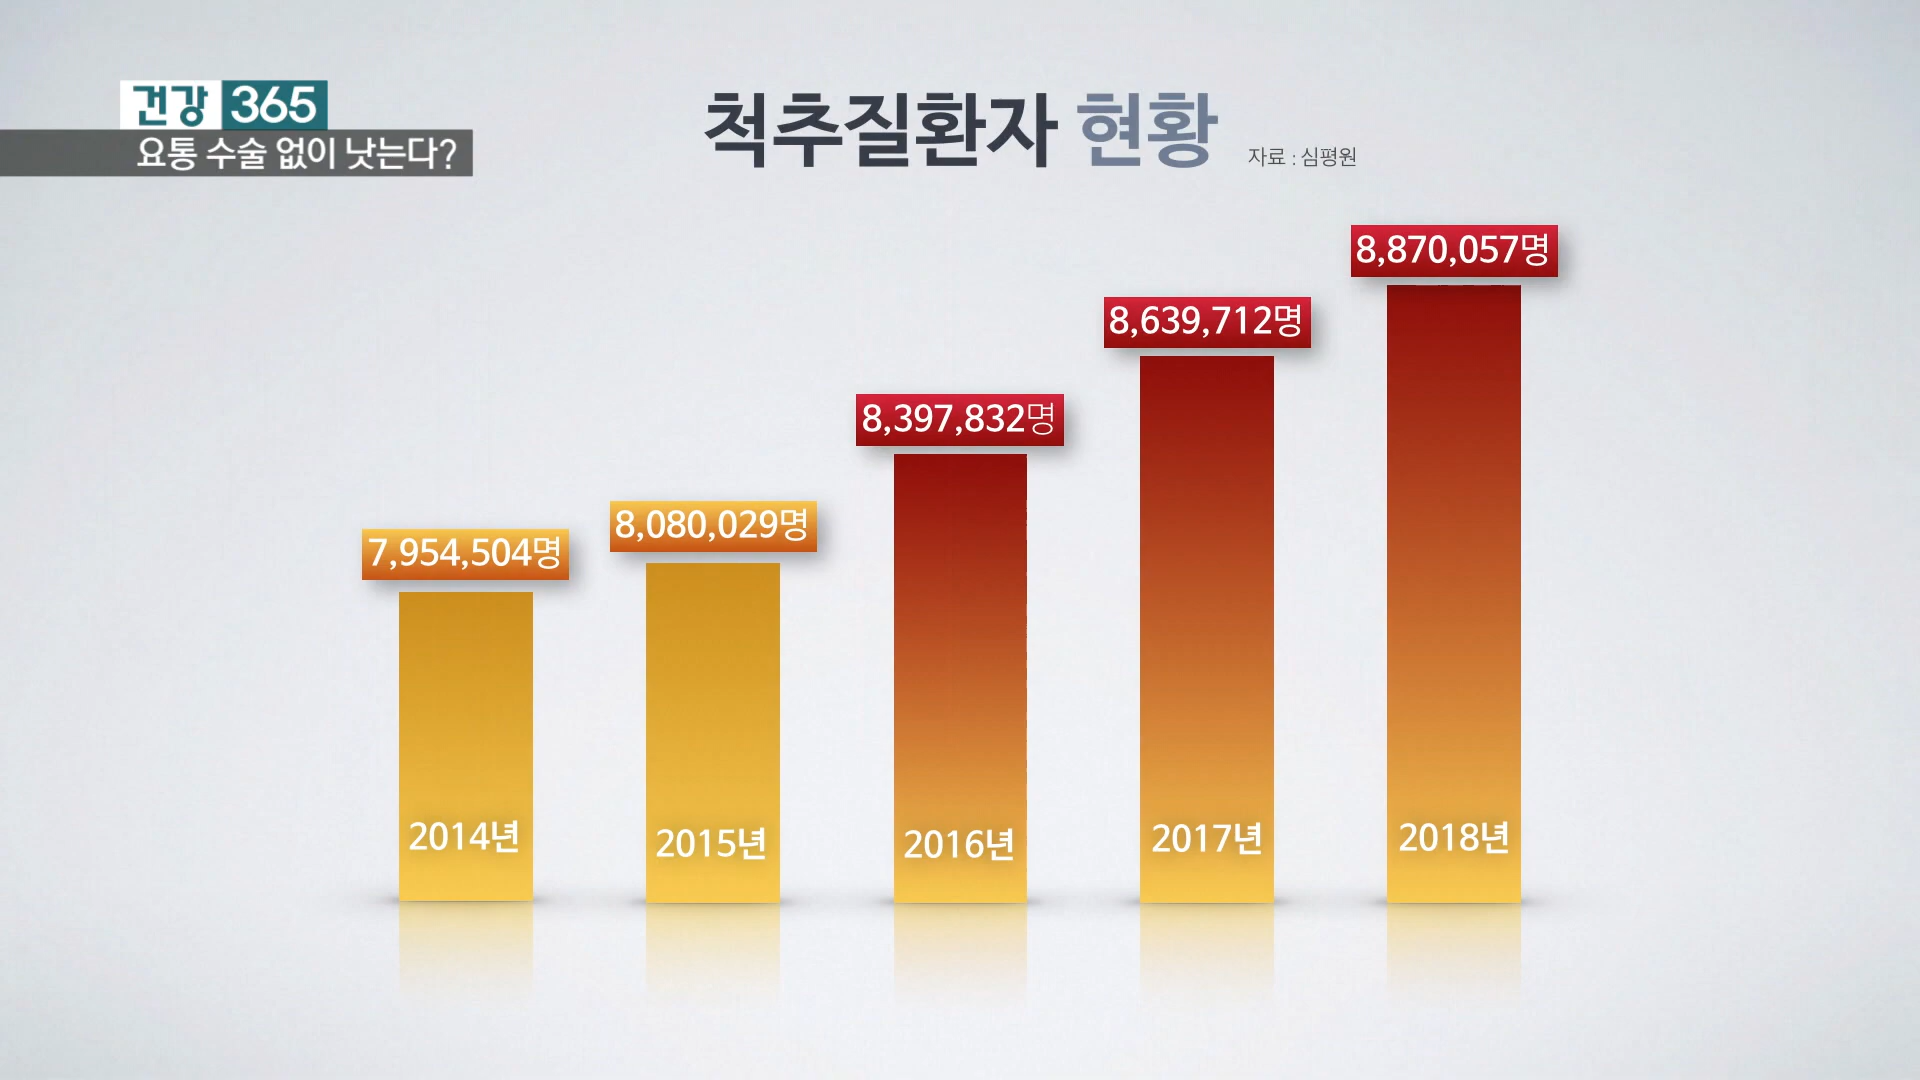 건강 365
요통 수술 없이 낫는다?
척추질환자 현황
자료 : 심평원
7,954,504명
8,080,029명
8,397,832명
8,639,712명
8,870,057명
2014년
2015년
2016년
2017년
2018년